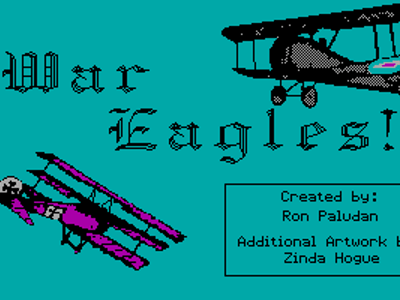 War
Eagles!
Created by:
Ron Paludan
Additional Artwork b
Zinda Hogue